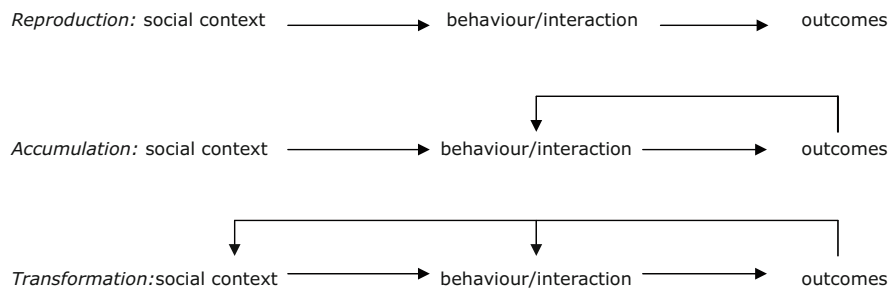 Reproduction: social context behaviour/interaction outcomes
Accumulation: social context behaviour/interaction outcomes
Transformation:social context behaviour/interaction outcomes